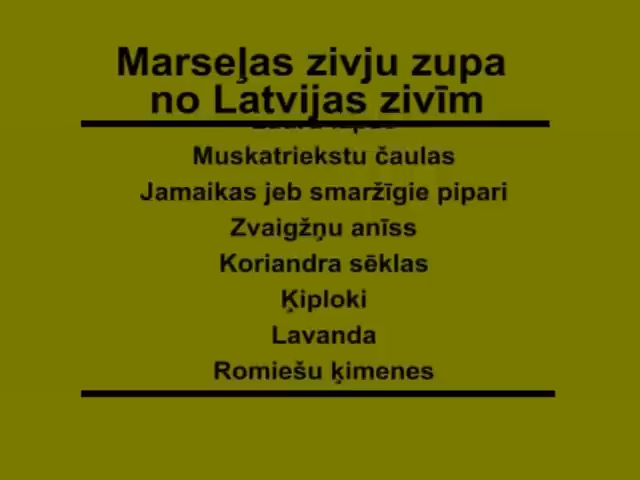 Marseļas zivju zupa
no Latvijas zivīm
Muskatriekstu čaulas
Jamaikas jeb smaržīgie pipari
Zvaigžņu anīss
Koriandra sēklas
Ķiploki
Lavanda
Romiešu ķimenes